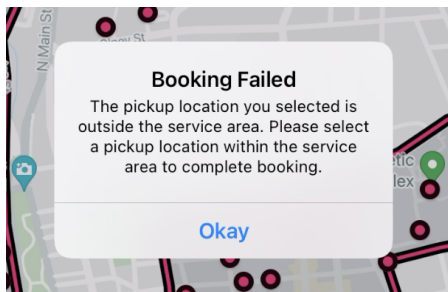 N Main St
Booking Failed
The pickup location you selected is
outside the service area. Please select
a pickup location within the service
area to complete booking.
Okay